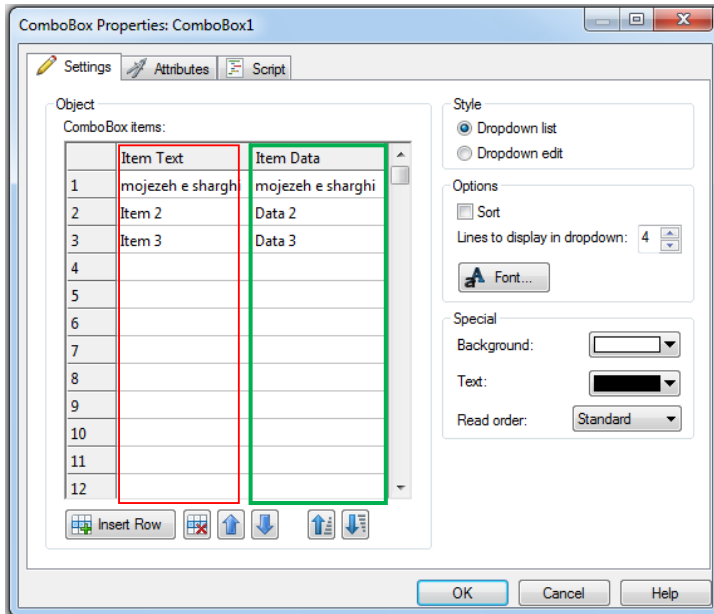 ComboBox Properties: ComboBox1
Settings Attributes Script
Object
ComboBox items:
Item Text Item Data
1 mojezeh e sharghi mojezeh e sharghi
2 Item 2 Data 2
3 Item 3 Data 3
4
5
6
7
8
9
10
11
12
Insert Row
Style
Dropdown list
Dropdown edit
Options
Sort
Lines to display in dropdown: 4
Font...
Special
Background:
Text:
Read order: Standard
OK Cancel Help